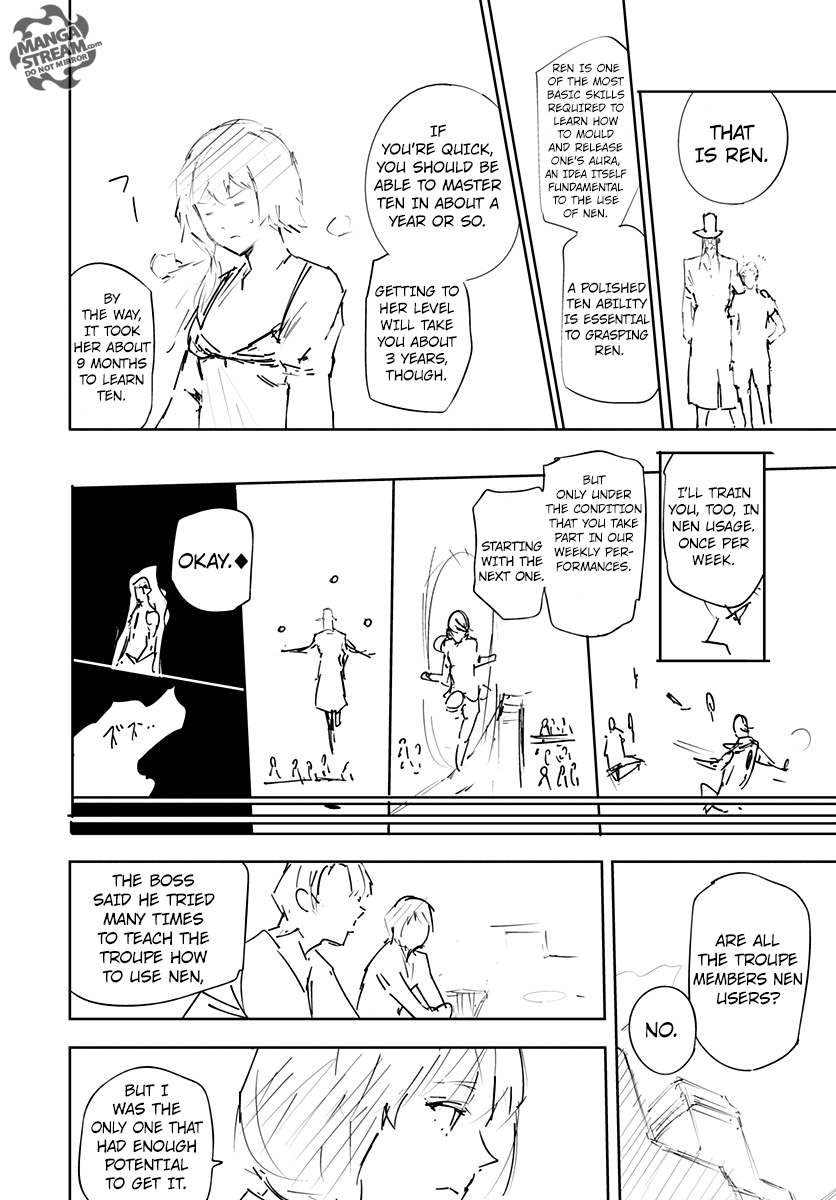 MANGA
STREAM.com
DO NOT MIRROR
THAT
IS REN.
REN IS ONE
OF THE MOST
BASIC SKILLS
REQUIRED TO
LEARN HOW
TO MOULD
AND RELEASE
ONE'S AURA,
AN IDEA ITSELF
FUNDAMENTAL
TO THE USE
OF NEN.
A POLISHED
TEN ABILITY
IS ESSENTIAL
TO GRASPING
REN.
IF
YOU'RE QUICK,
YOU SHOULD BE
ABLE TO MASTER
TEN IN ABOUT A
YEAR OR SO.
GETTING TO
HER LEVEL
WILL TAKE
YOU ABOUT
3 YEARS,
THOUGH.
BY
THE WAY,
IT TOOK
HER ABOUT
9 MONTHS
TO LEARN
TEN.
I'LL TRAIN
YOU, TOO, IN
NEN USAGE.
ONCE PER
WEEK.
BUT
ONLY UNDER
THE CONDITION
THAT YOU TAKE
PART IN OUR
WEEKLY PER-
FORMANCES.
STARTING
WITH THE
NEXT ONE.
OKAY.◆
ズズ..
ARE ALL
THE TROUPE
MEMBERS NEN
USERS?
NO.
THE BOSS
SAID HE TRIED
MANY TIMES
TO TEACH THE
TROUPE HOW
TO USE NEN,
BUT I
WAS THE
ONLY ONE THAT
HAD ENOUGH
POTENTIAL
TO GET IT.